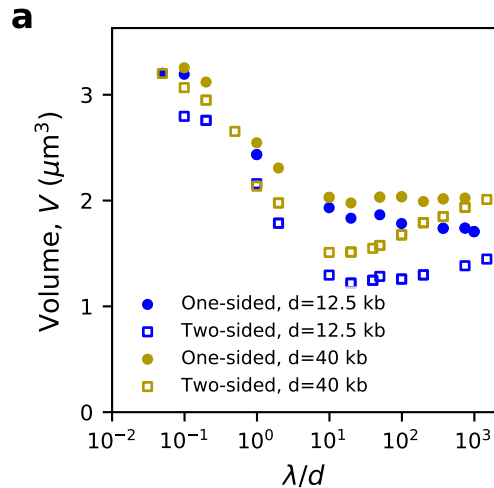 a
Volume, V (μm³)
3
2
1
0
One-sided, d=12.5 kb
Two-sided, d=12.5 kb
One-sided, d=40 kb
Two-sided, d=40 kb
10⁻² 10⁻¹ 10⁰ 10¹ 10² 10³
λ/d